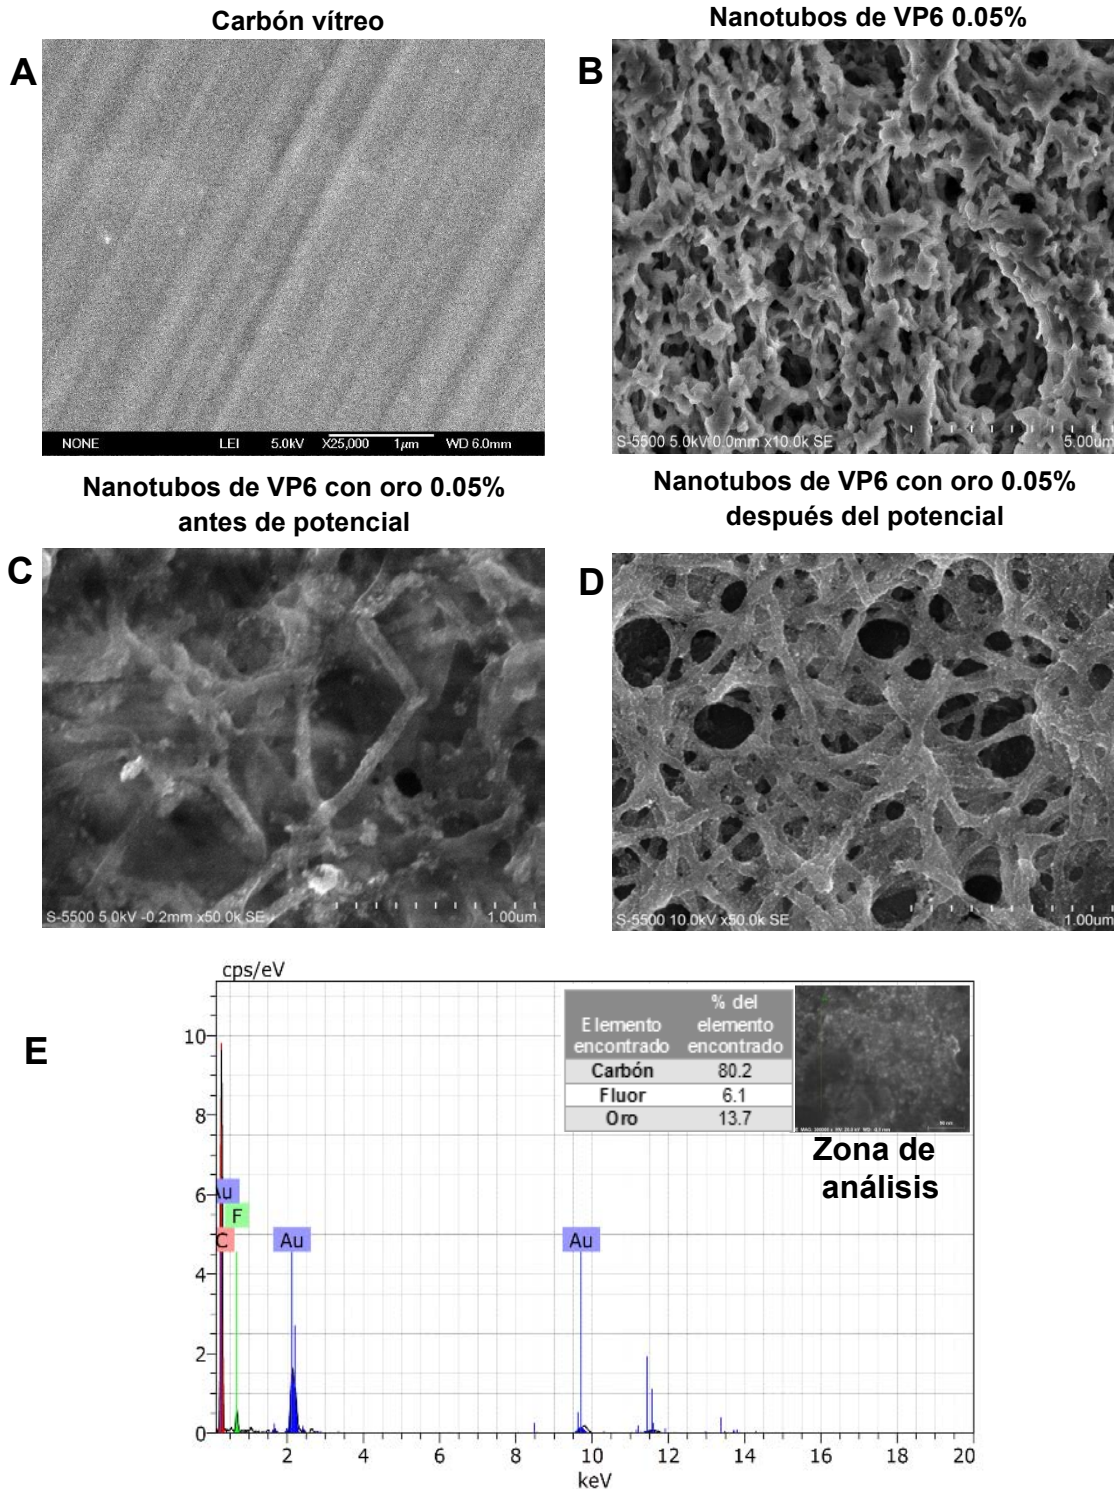 Carbón vítreo
Nanotubos de VP6 0.05%
A
B
NONE LEI 5.0kV X25,000 1μm WD 6.0mm
S-5500 5.0kV 0.0mm x10.0k SE 5.00um
Nanotubos de VP6 con oro 0.05%
antes de potencial
Nanotubos de VP6 con oro 0.05%
después del potencial
C
D
S-5500 5.0kV -0.2mm x50.0k SE 1.00um
S-5500 10.0kV x50.0k SE 1.00um
E
cps/eV
10
8
6
4
2
0
Elemento
encontrado
% del
elemento
encontrado
Carbón 80.2
Fluor 6.1
Oro 13.7
Zona de
análisis
Au
F
C
Au
Au
2 4 6 8 10 12 14 16 18 20
keV